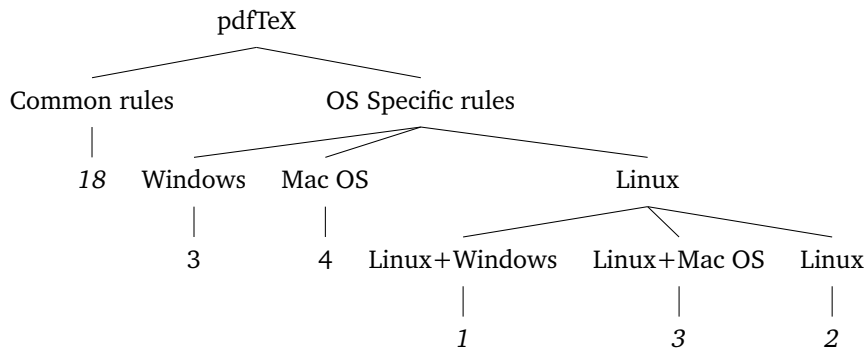 pdfTeX
Common rules OS Specific rules
18 Windows Mac OS Linux
3 4 Linux+Windows Linux+Mac OS Linux
1 3 2